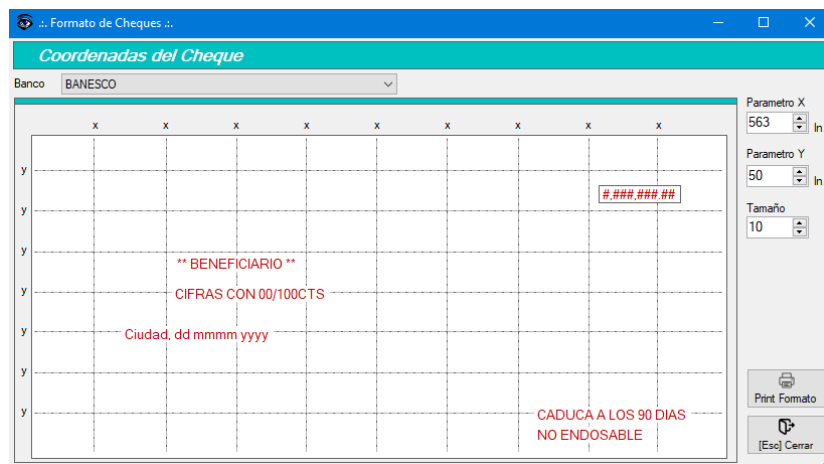 .:. Formato de Cheques .:.
Coordenadas del Cheque
Banco BANESCO
x x x x x x x x x
Parametro X
563 In
y
Parametro Y
50 In
#,###,###.##
y
Tamaño
10
y
** BENEFICIARIO **
y CIFRAS CON 00/100CTS
y Ciudad, dd mmmm yyyy
y
Print Formato
y CADUCA A LOS 90 DIAS
NO ENDOSABLE
[Esc] Cerrar